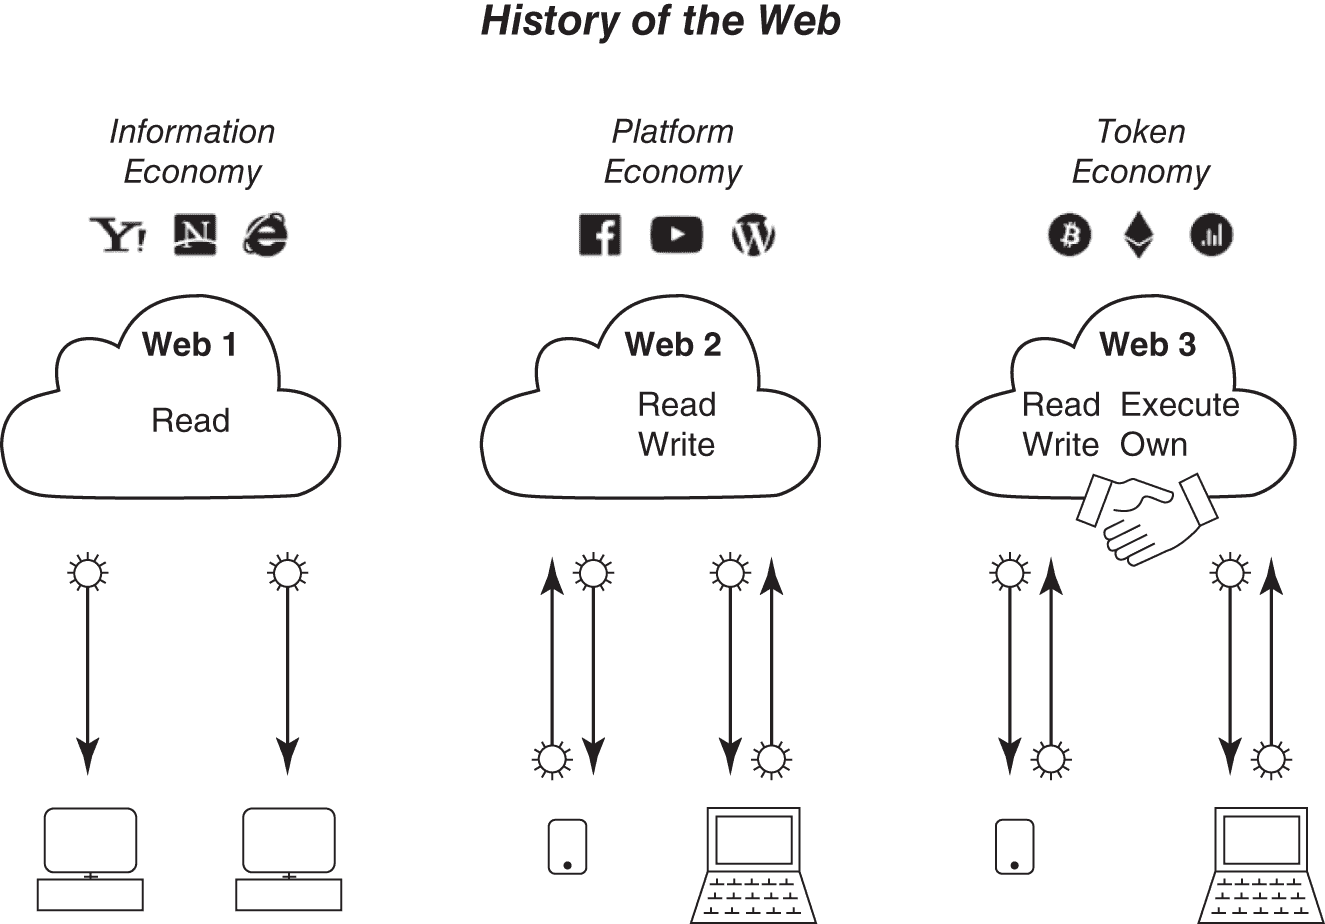 History of the Web
Information
Economy
Y!
N
e
Web 1
Read
Platform
Economy
f
W
Web 2
Read
Write
Token
Economy
B
Web 3
Read Execute
Write Own